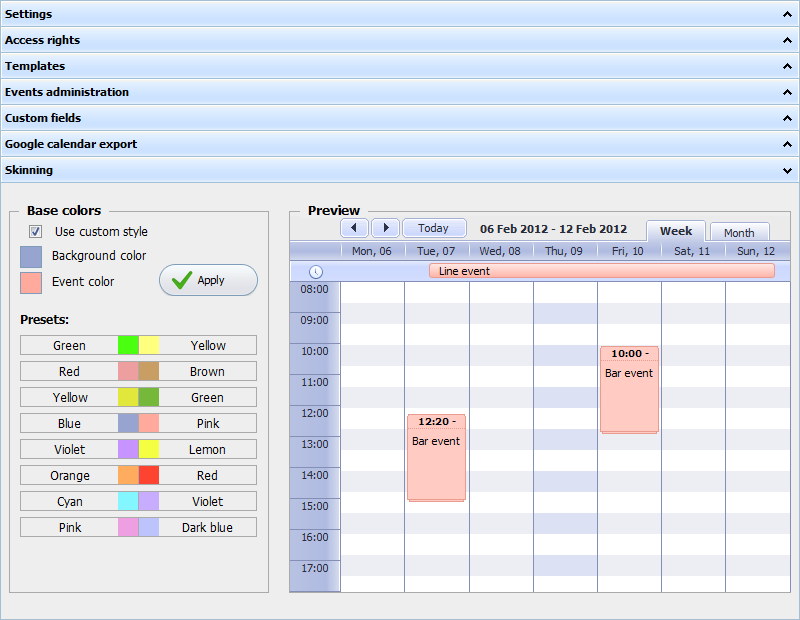 Settings
Access rights
Templates
Events administration
Custom fields
Google calendar export
Skinning
Base colors
Use custom style
Background color
Event color
Apply
Presets:
Green Yellow
Red Brown
Yellow Green
Blue Pink
Violet Lemon
Orange Red
Cyan Violet
Pink Dark blue
Preview
Today 06 Feb 2012 - 12 Feb 2012 Week Month
Mon, 06 Tue, 07 Wed, 08 Thu, 09 Fri, 10 Sat, 11 Sun, 12
Line event
08:00
09:00
10:00
10:00 -
Bar event
11:00
12:00
12:20 -
Bar event
13:00
14:00
15:00
16:00
17:00